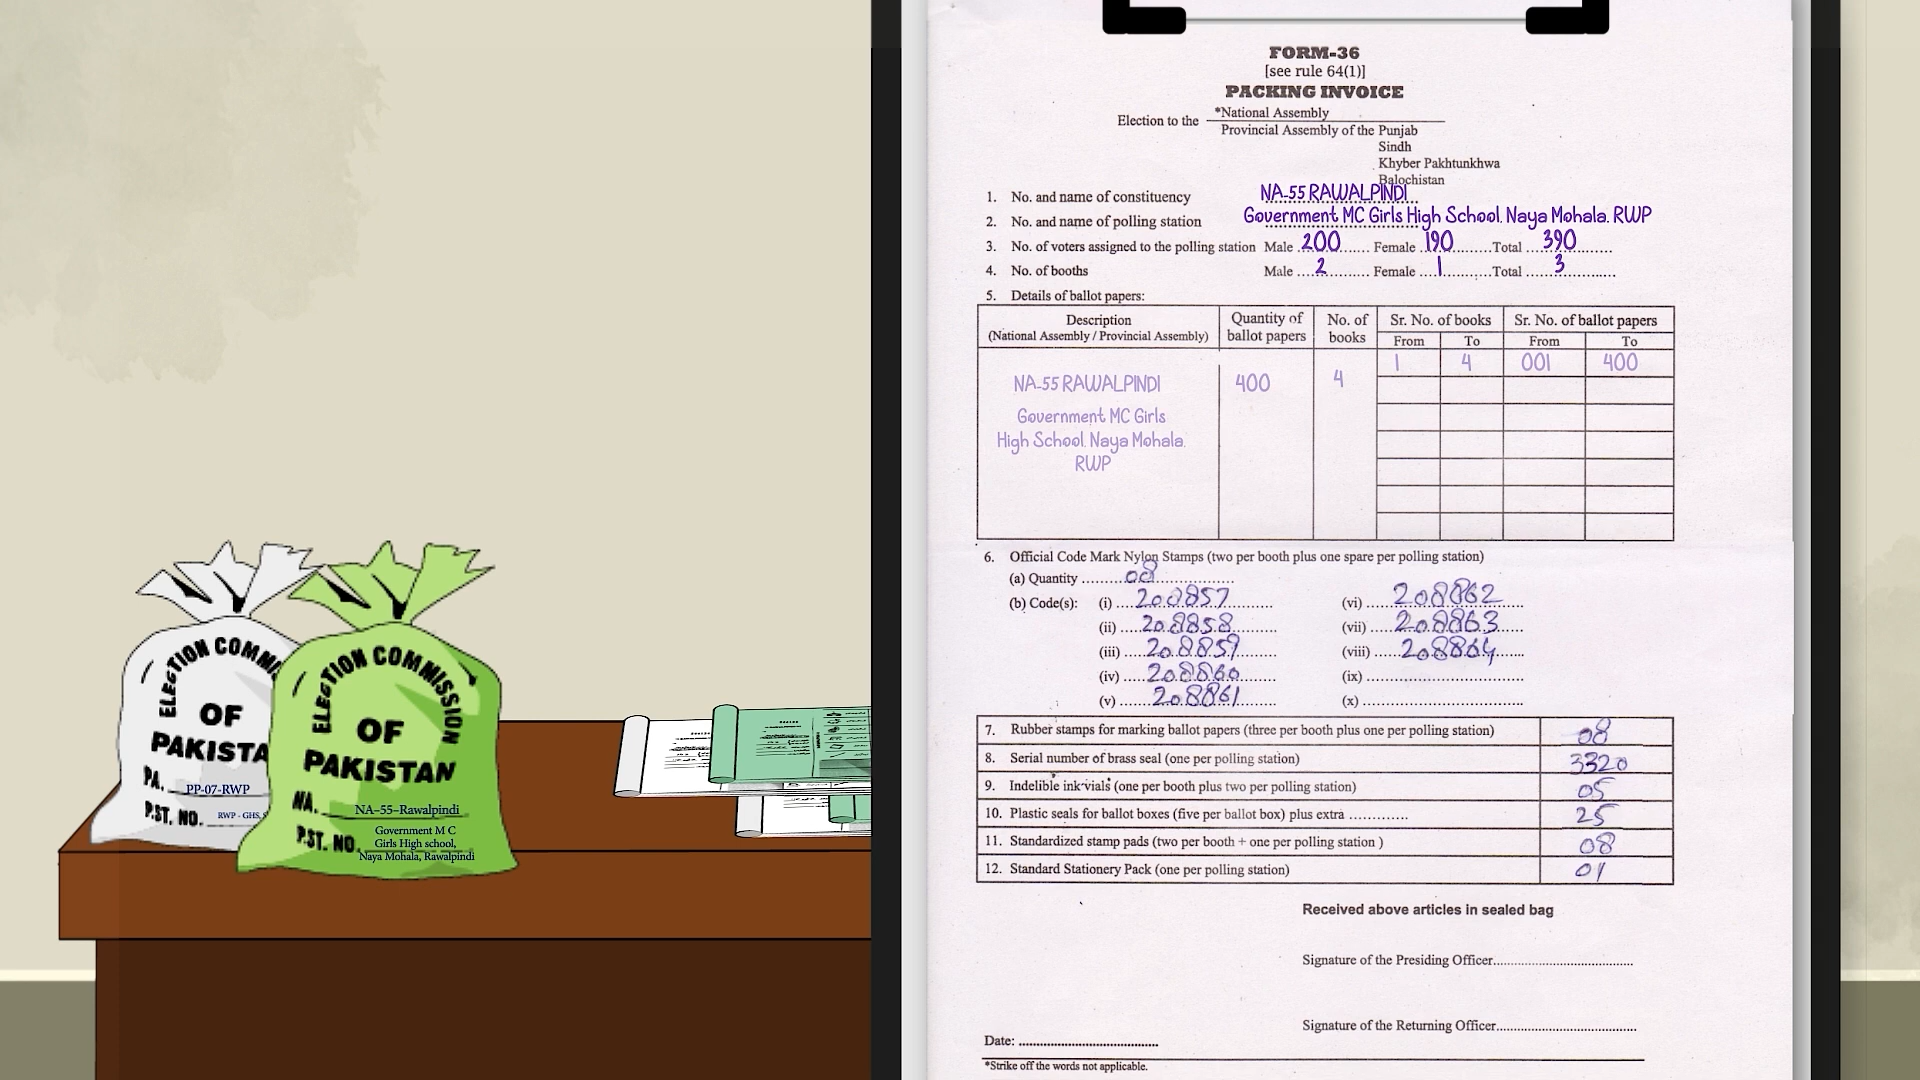 ELECTION COMMI
OF
PAKISTA
PA. PP-07-RWP
P.ST. NO. RWP - GHS, S
ELECTION COMMISSION
OF
PAKISTAN
NA. NA-55-Rawalpindi
P.ST. NO. Government M C
Girls High school,
Naya Mohala, Rawalpindi
FORM-36
[see rule 64(1)]
PACKING INVOICE
Election to the *National Assembly
Provincial Assembly of the Punjab
Sindh
Khyber Pakhtunkhwa
Balochistan
1. No. and name of constituency NA-55 RAWALPINDI
2. No. and name of polling station Government MC Girls High School, Naya Mohala, RWP
3. No. of voters assigned to the polling station Male 200 Female 190 Total 390
4. No. of booths Male 2 Female 1 Total 3
5. Details of ballot papers:
Description (National Assembly / Provincial Assembly) Quantity of ballot papers No. of books Sr. No. of books Sr. No. of ballot papers
From To From To
1 4 001 400
NA-55 RAWALPINDI 400 4
Government MC Girls
High School, Naya Mohala,
RWP
6. Official Code Mark Nylon Stamps (two per booth plus one spare per polling station)
(a) Quantity 08
(b) Code(s): (i) 208857 (vi) 208862
(ii) 208858 (vii) 208863
(iii) 208859 (viii) 208864
(iv) 208860 (ix)
(v) 208861 (x)
7. Rubber stamps for marking ballot papers (three per booth plus one per polling station) 08
8. Serial number of brass seal (one per polling station) 3320
9. Indelible ink vials (one per booth plus two per polling station) 05
10. Plastic seals for ballot boxes (five per ballot box) plus extra ............. 25
11. Standardized stamp pads (two per booth + one per polling station ) 08
12. Standard Stationery Pack (one per polling station) 01
Received above articles in sealed bag
Signature of the Presiding Officer
Signature of the Returning Officer
Date:
*Strike off the words not applicable.